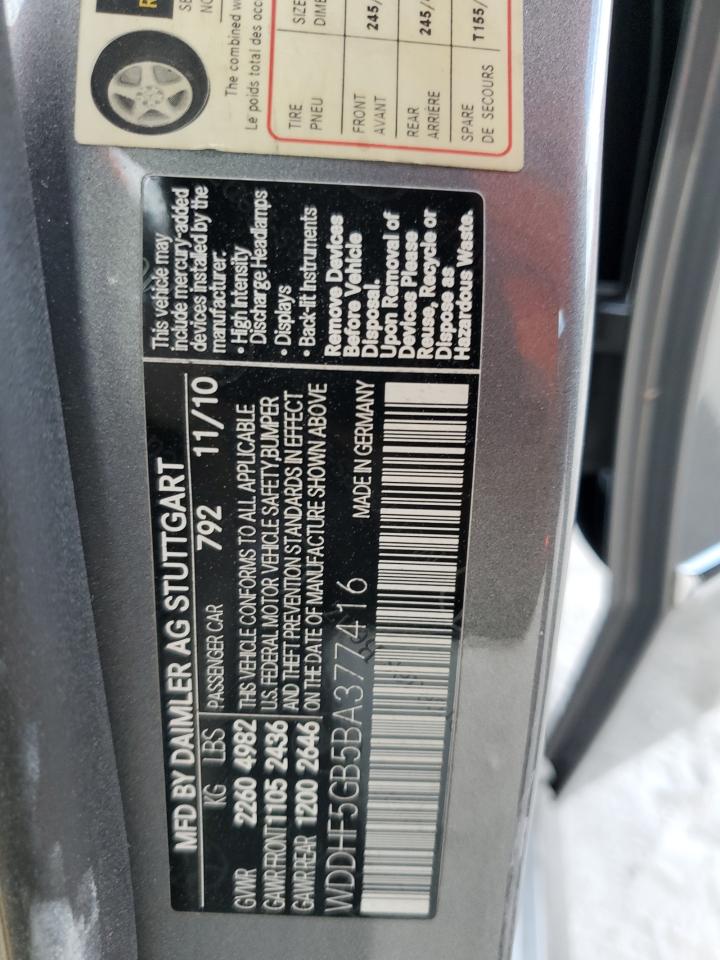 MFD BY DAIMLER AG STUTTGART
KG LBS
GVWR 2260 4982
GAWR FRONT 1105 2436
GAWR REAR 1200 2646
PASSENGER CAR 792 11/10
THIS VEHICLE CONFORMS TO ALL APPLICABLE
U.S. FEDERAL MOTOR VEHICLE SAFETY, BUMPER
AND THEFT PREVENTION STANDARDS IN EFFECT
ON THE DATE OF MANUFACTURE SHOWN ABOVE
WDDHF5GB5BA377416
MADE IN GERMANY
This vehicle may
include mercury-added
devices installed by the
manufacturer:
• High Intensity
Discharge Headlamps
• Displays
• Back-lit Instruments
Remove Devices
Before Vehicle
Disposal.
Upon Removal of
Devices Please
Reuse, Recycle or
Dispose as
Hazardous Waste.
The combined
Le poids total des
TIRE
PNEU
FRONT 245/
AVANT
REAR 245/
ARRIÈRE
SPARE T155/
DE SECOURS